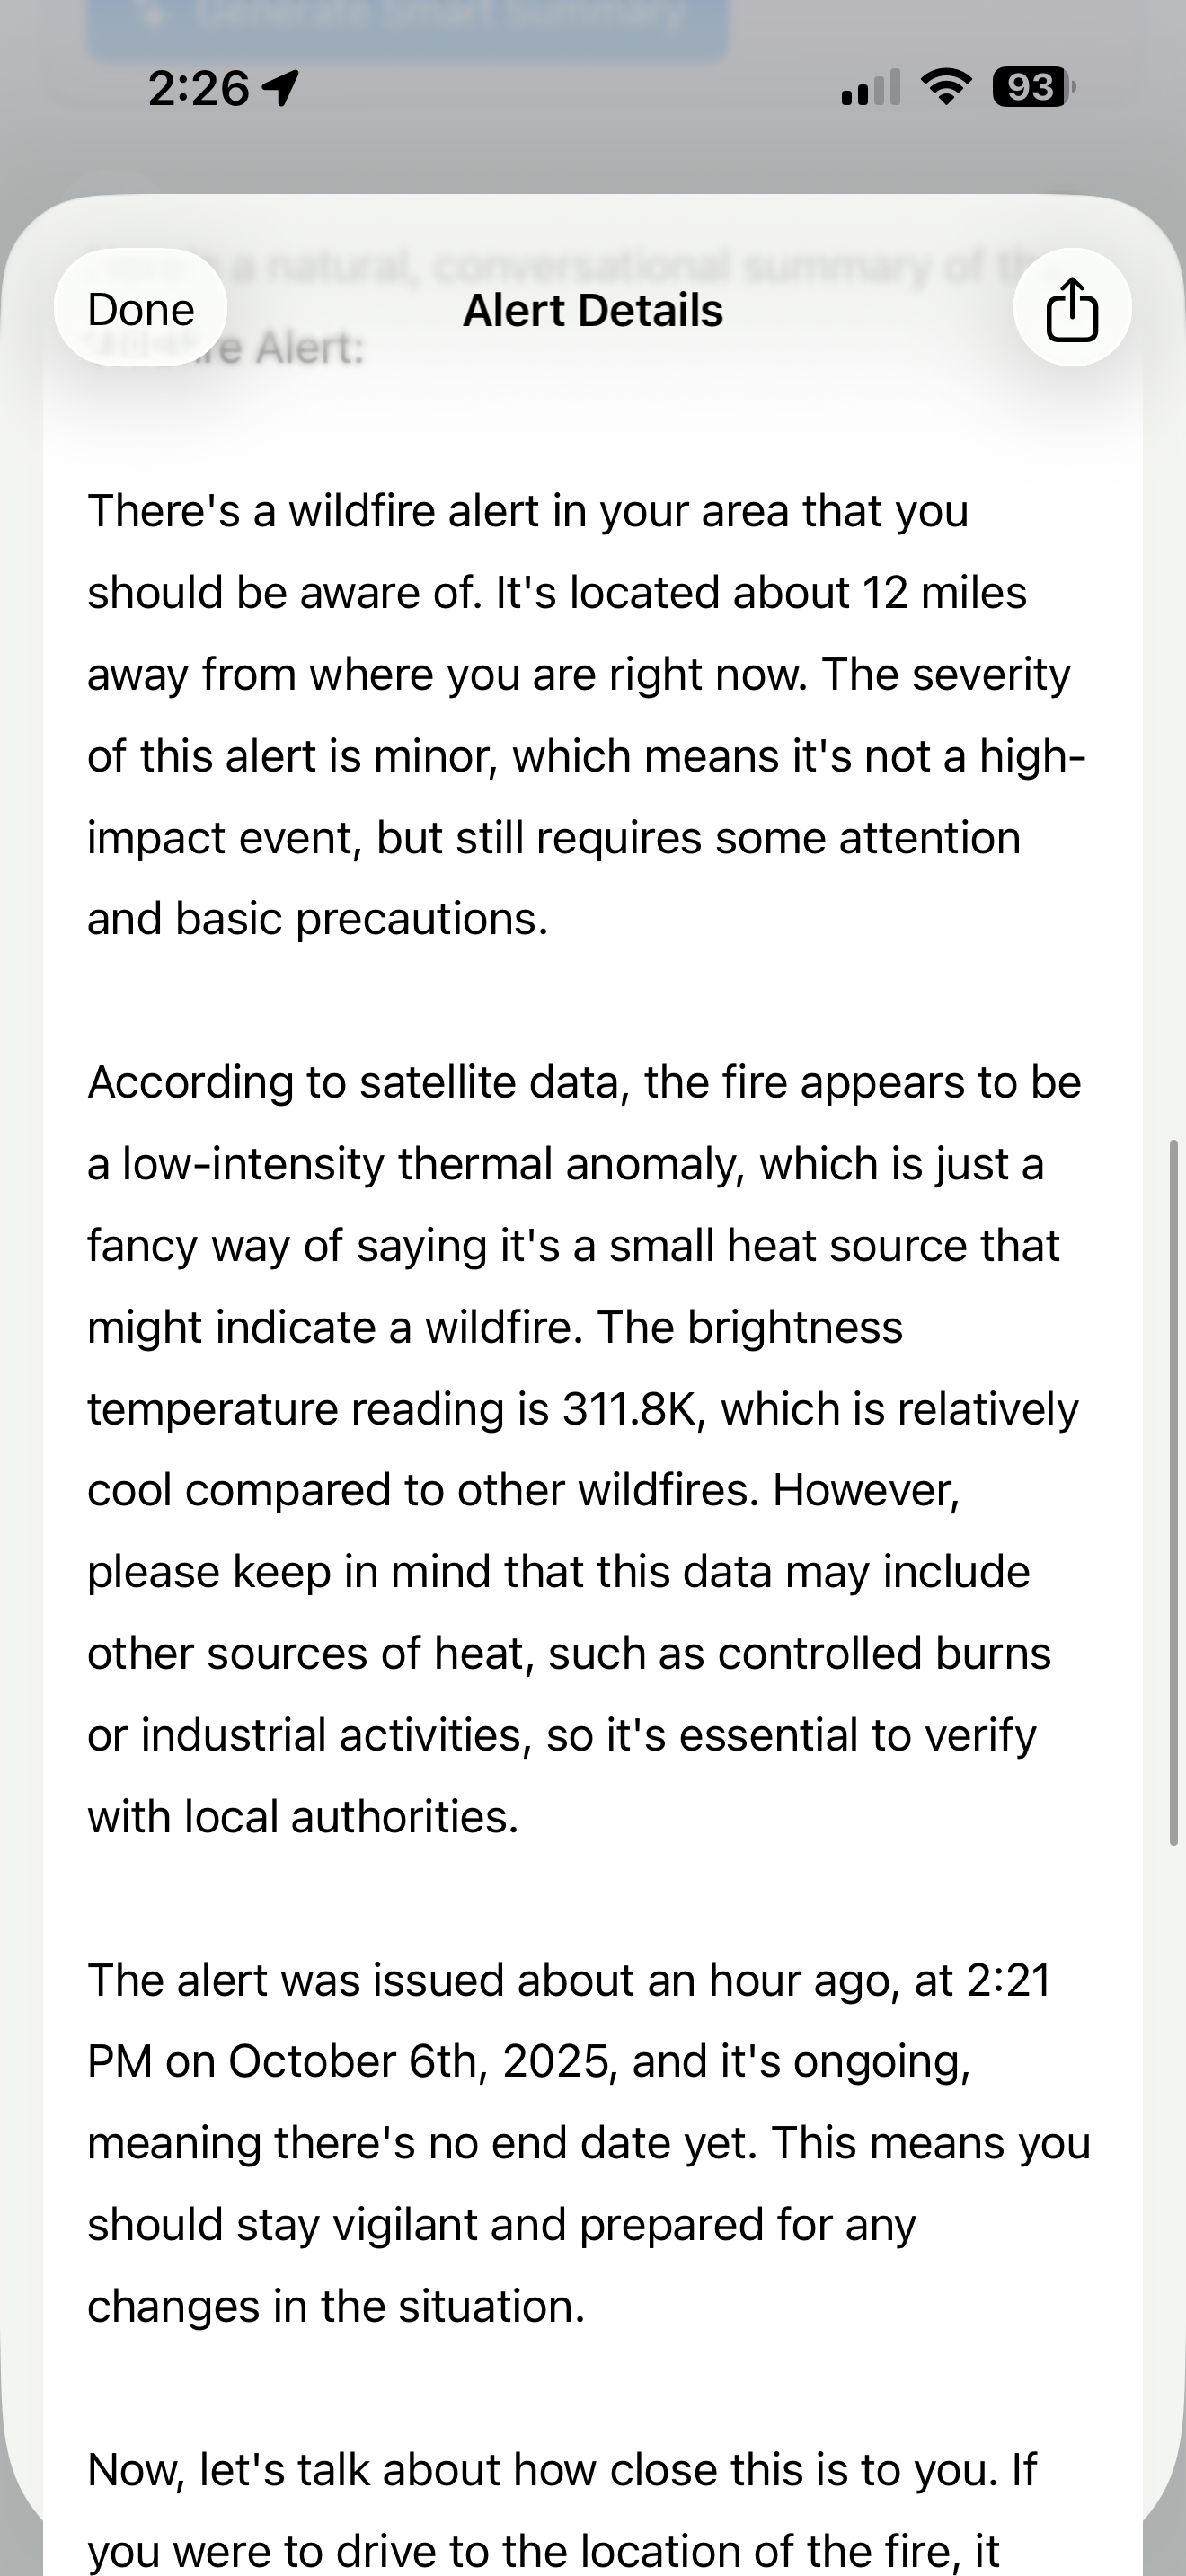 Generate Smart Summary
2:26
93
a natural, conversational summary of
Done
Alert Details
Alert:
There's a wildfire alert in your area that you
should be aware of. It's located about 12 miles
away from where you are right now. The severity
of this alert is minor, which means it's not a high-
impact event, but still requires some attention
and basic precautions.
According to satellite data, the fire appears to be
a low-intensity thermal anomaly, which is just a
fancy way of saying it's a small heat source that
might indicate a wildfire. The brightness
temperature reading is 311.8K, which is relatively
cool compared to other wildfires. However,
please keep in mind that this data may include
other sources of heat, such as controlled burns
or industrial activities, so it's essential to verify
with local authorities.
The alert was issued about an hour ago, at 2:21
PM on October 6th, 2025, and it's ongoing,
meaning there's no end date yet. This means you
should stay vigilant and prepared for any
changes in the situation.
Now, let's talk about how close this is to you. If
you were to drive to the location of the fire, it